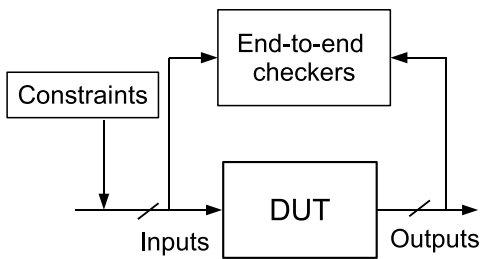 End-to-end
checkers
Constraints
DUT
Inputs
Outputs